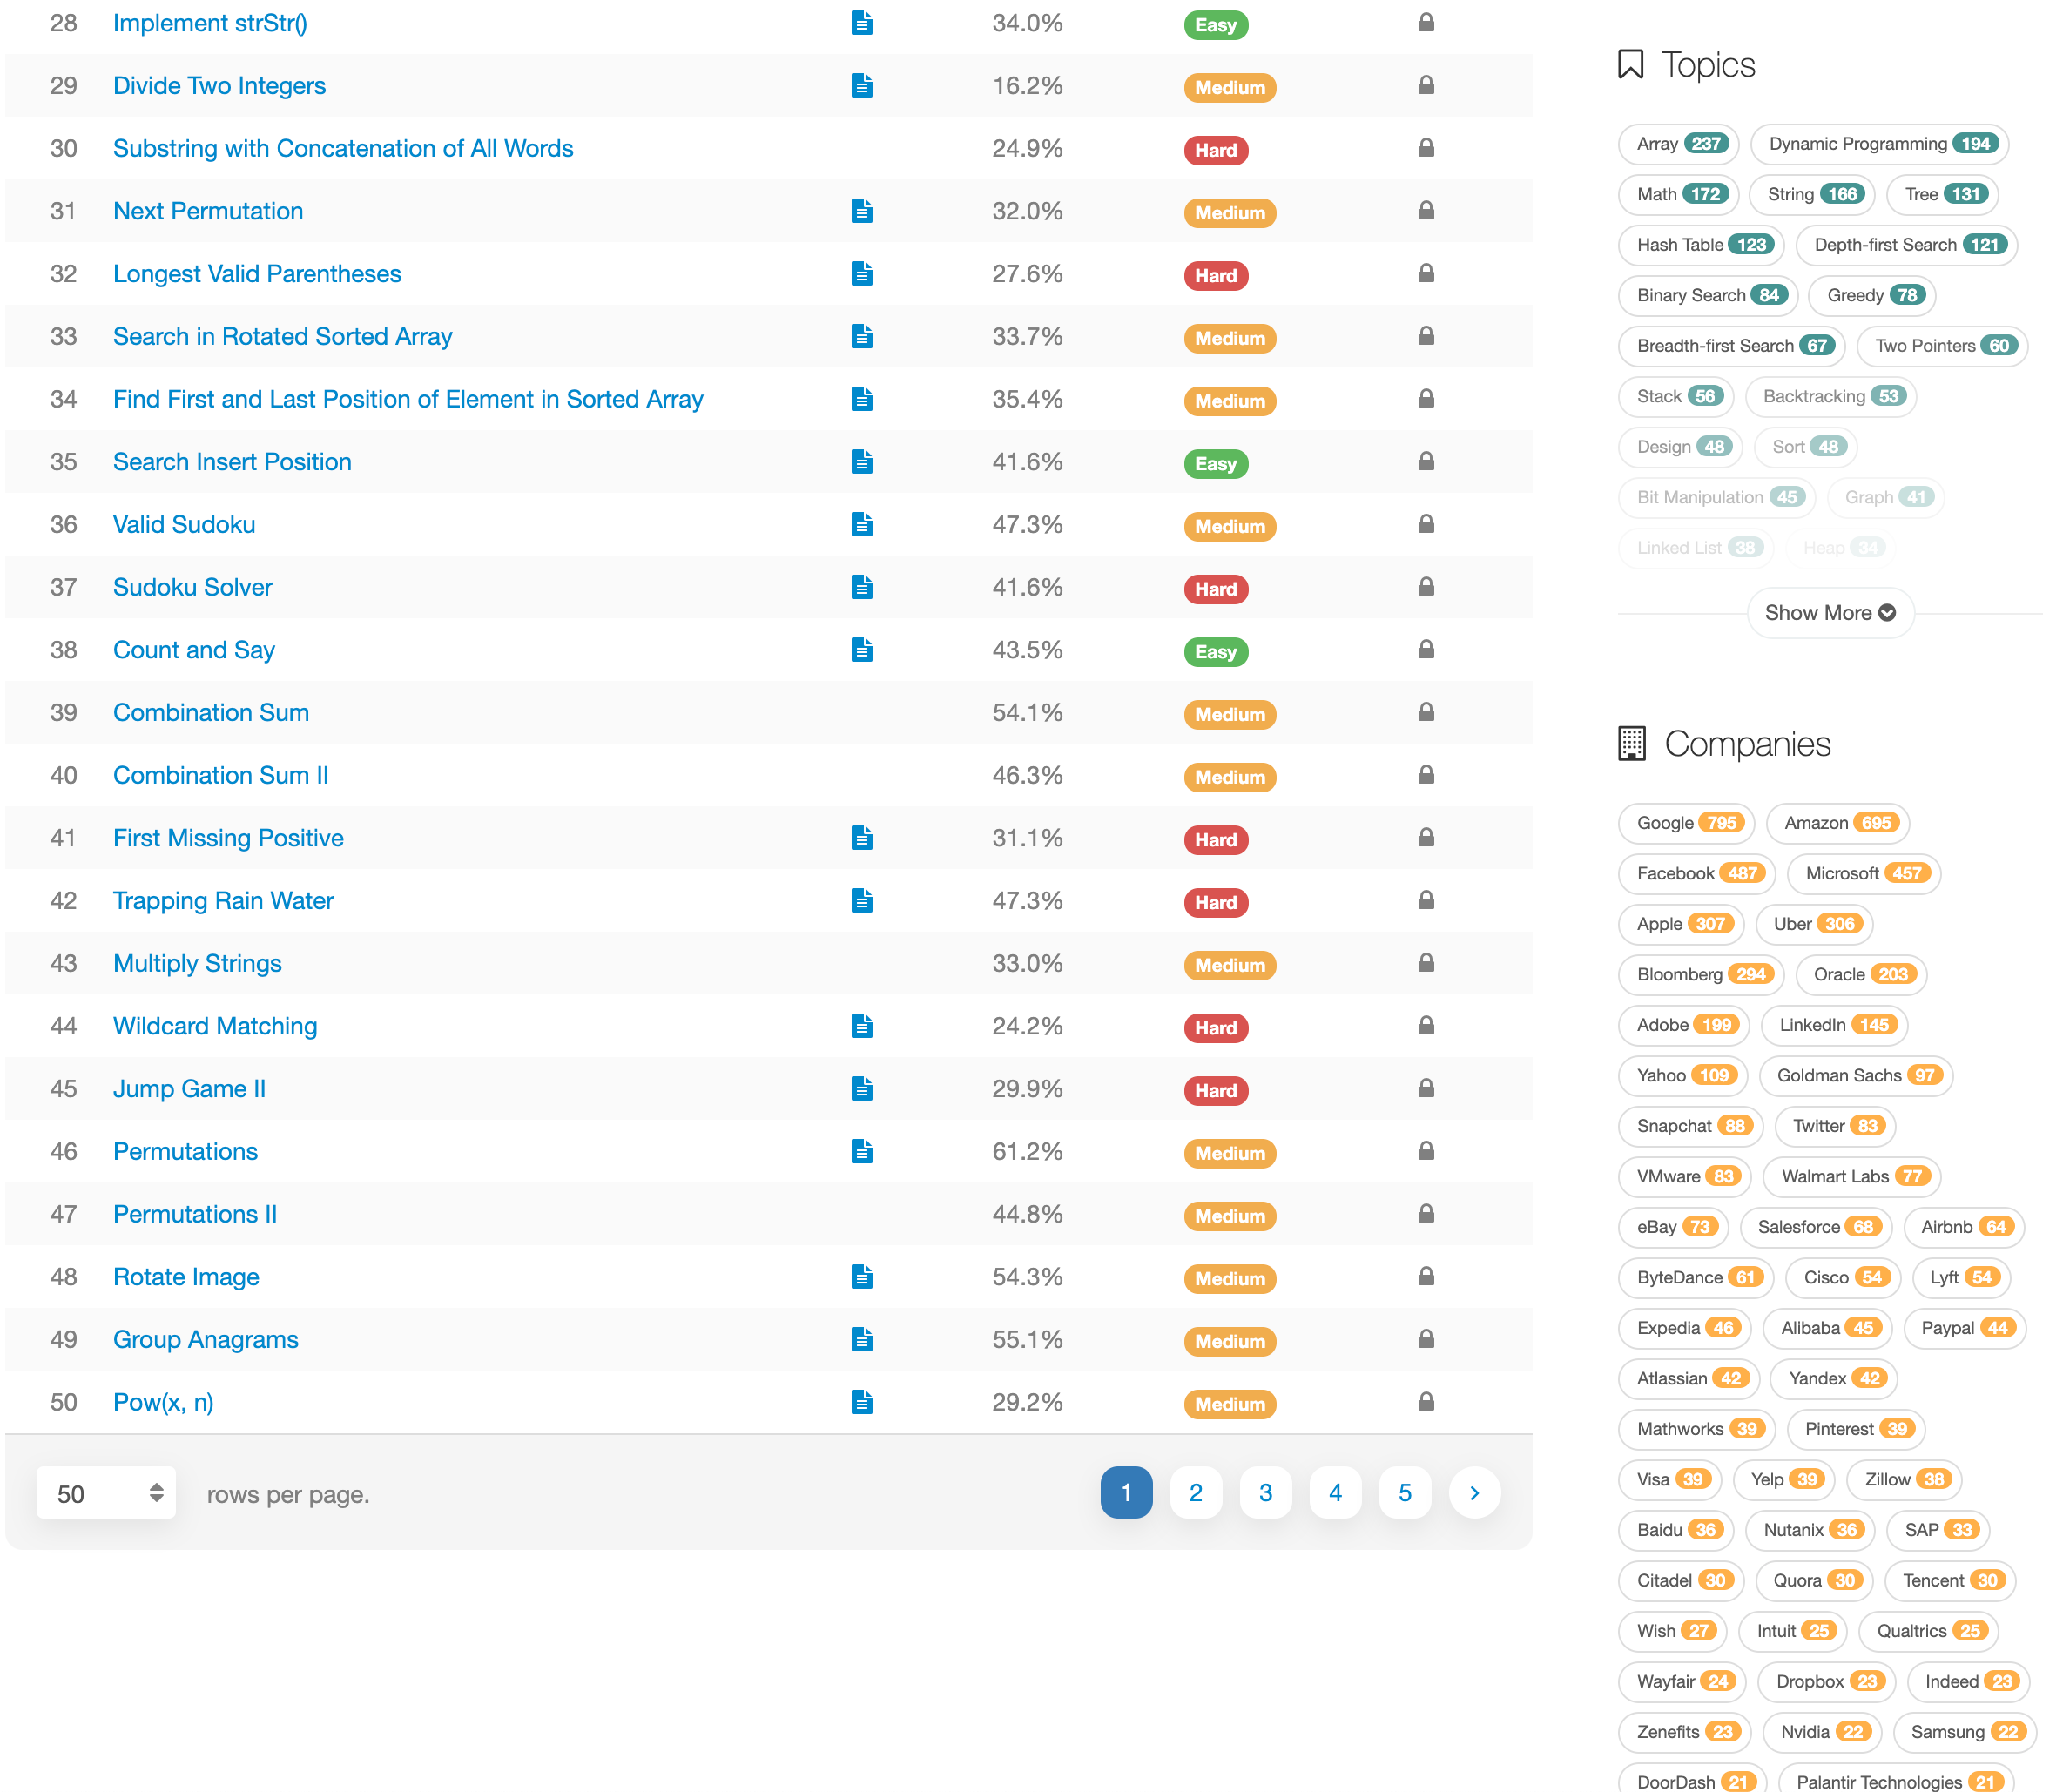 28 Implement strStr() 34.0% Easy
29 Divide Two Integers 16.2% Medium
30 Substring with Concatenation of All Words 24.9% Hard
31 Next Permutation 32.0% Medium
32 Longest Valid Parentheses 27.6% Hard
33 Search in Rotated Sorted Array 33.7% Medium
34 Find First and Last Position of Element in Sorted Array 35.4% Medium
35 Search Insert Position 41.6% Easy
36 Valid Sudoku 47.3% Medium
37 Sudoku Solver 41.6% Hard
38 Count and Say 43.5% Easy
39 Combination Sum 54.1% Medium
40 Combination Sum II 46.3% Medium
41 First Missing Positive 31.1% Hard
42 Trapping Rain Water 47.3% Hard
43 Multiply Strings 33.0% Medium
44 Wildcard Matching 24.2% Hard
45 Jump Game II 29.9% Hard
46 Permutations 61.2% Medium
47 Permutations II 44.8% Medium
48 Rotate Image 54.3% Medium
49 Group Anagrams 55.1% Medium
50 Pow(x, n) 29.2% Medium
50 rows per page. 1 2 3 4 5
Topics
Array 237 Dynamic Programming 194
Math 172 String 166 Tree 131
Hash Table 123 Depth-first Search 121
Binary Search 84 Greedy 78
Breadth-first Search 67 Two Pointers 60
Stack 56 Backtracking 53
Design 48 Sort 48
Bit Manipulation 45 Graph 41
Linked List 38 Heap 34
Show More
Companies
Google 795 Amazon 695
Facebook 487 Microsoft 457
Apple 307 Uber 306
Bloomberg 294 Oracle 203
Adobe 199 LinkedIn 145
Yahoo 109 Goldman Sachs 97
Snapchat 88 Twitter 83
VMware 83 Walmart Labs 77
eBay 73 Salesforce 68 Airbnb 64
ByteDance 61 Cisco 54 Lyft 54
Expedia 46 Alibaba 45 Paypal 44
Atlassian 42 Yandex 42
Mathworks 39 Pinterest 39
Visa 39 Yelp 39 Zillow 38
Baidu 36 Nutanix 36 SAP 33
Citadel 30 Quora 30 Tencent 30
Wish 27 Intuit 25 Qualtrics 25
Wayfair 24 Dropbox 23 Indeed 23
Zenefits 23 Nvidia 22 Samsung 22
DoorDash 21 Palantir Technologies 21